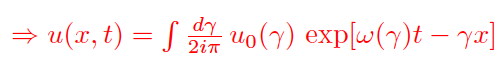 ⇒ u(x, t) = ∫ dγ/2iπ u₀(γ) exp[ω(γ)t − γx]